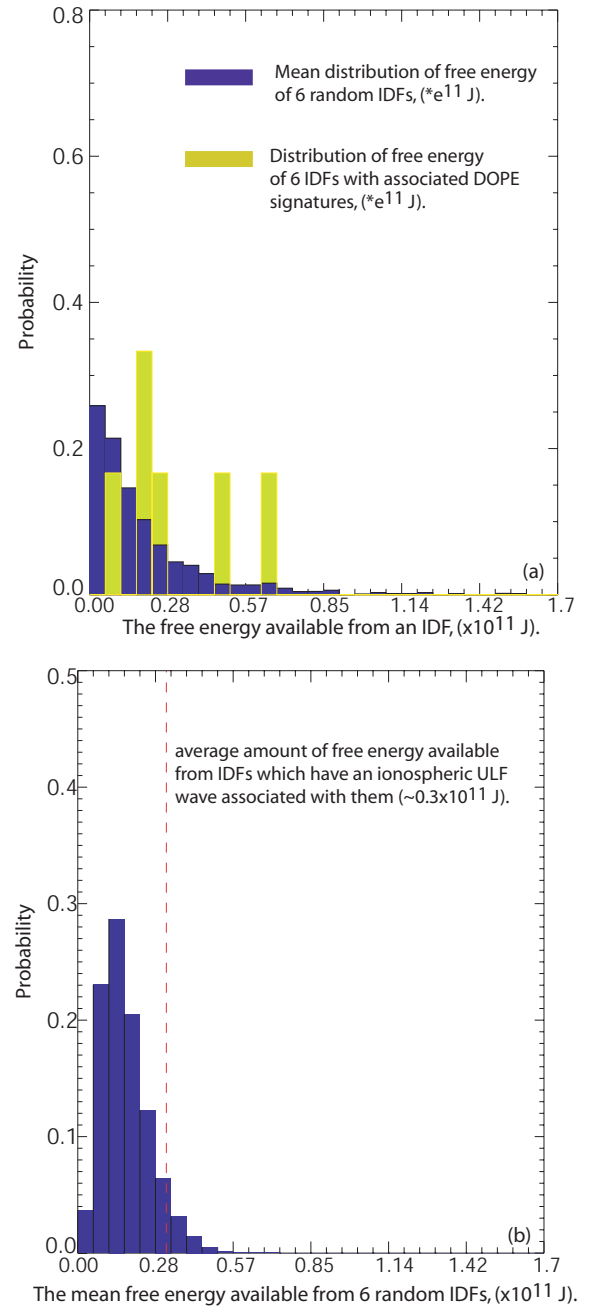 0.8
Mean distribution of free energy
of 6 random IDFs, (*e11 J).
0.6
Distribution of free energy
of 6 IDFs with associated DOPE
signatures, (*e11 J).
Probability
0.4
0.2
0.0
(a)
0.00 0.28 0.57 0.85 1.14 1.42 1.7
The free energy available from an IDF, (x1011 J).
0.5
average amount of free energy available
from IDFs which have an ionospheric ULF
wave associated with them (~0.3x1011 J).
0.4
0.3
Probability
0.2
0.1
0.0
(b)
0.00 0.28 0.57 0.85 1.14 1.42 1.7
The mean free energy available from 6 random IDFs, (x1011 J).